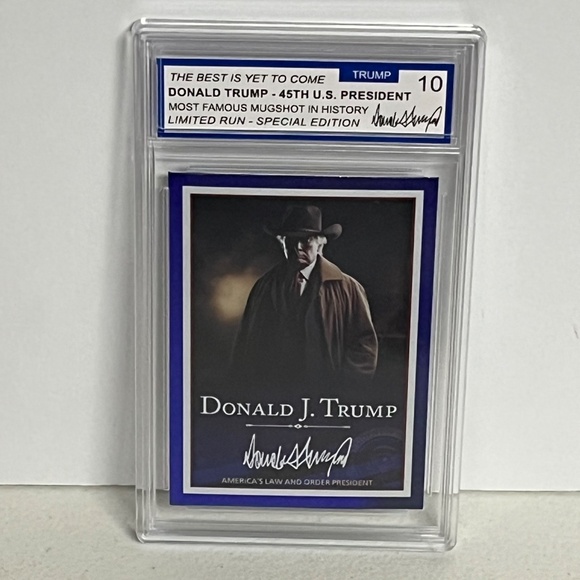 THE BEST IS YET TO COME
TRUMP
10
DONALD TRUMP - 45TH U.S. PRESIDENT
MOST FAMOUS MUGSHOT IN HISTORY
LIMITED RUN - SPECIAL EDITION
DONALD J. TRUMP
AMERICA'S LAW AND ORDER PRESIDENT